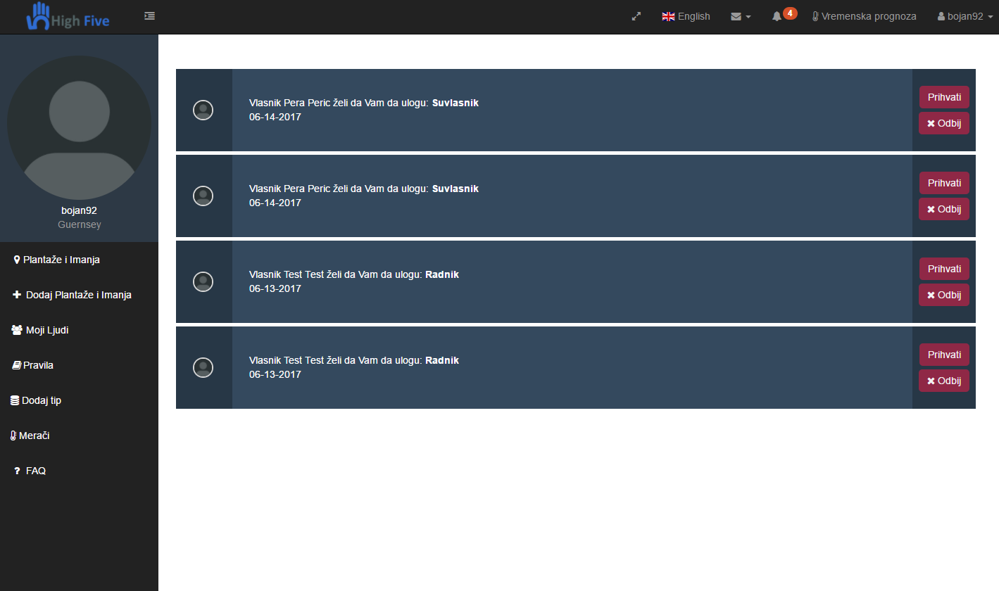 High Five
English
4
Vremenska prognoza
bojan92
bojan92
Guernsey
Plantaže i Imanja
Dodaj Plantaže i Imanja
Moji Ljudi
Pravila
Dodaj tip
Merači
? FAQ
Vlasnik Pera Peric želi da Vam da ulogu: Suvlasnik
06-14-2017
Prihvati
Odbij
Vlasnik Pera Peric želi da Vam da ulogu: Suvlasnik
06-14-2017
Prihvati
Odbij
Vlasnik Test Test želi da Vam da ulogu: Radnik
06-13-2017
Prihvati
Odbij
Vlasnik Test Test želi da Vam da ulogu: Radnik
06-13-2017
Prihvati
Odbij